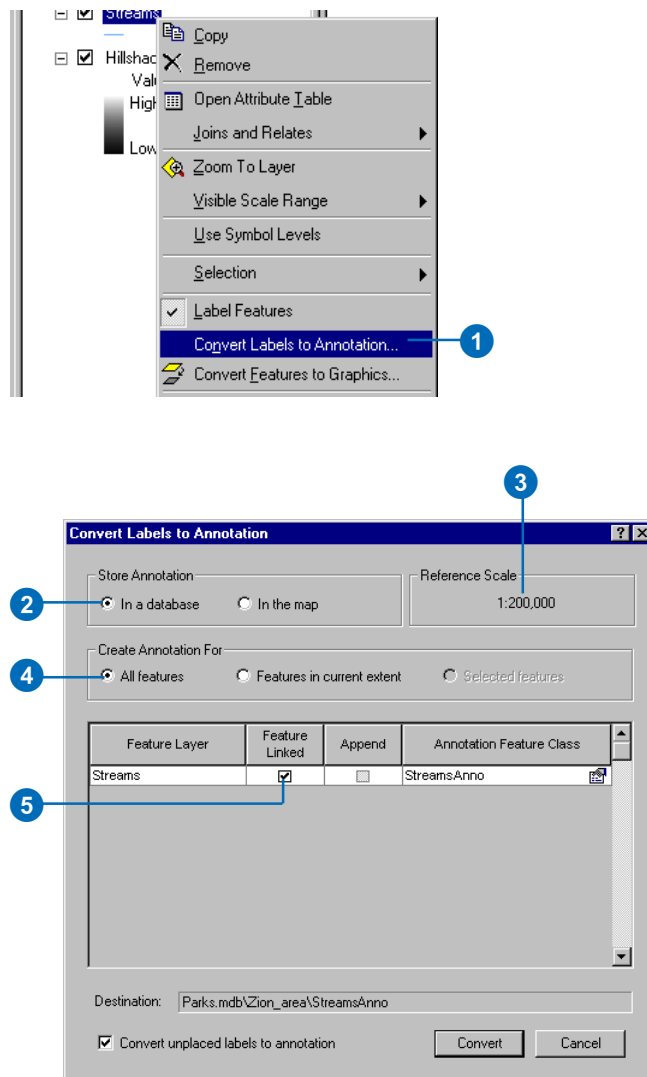 Streams
Copy
Hillshad
Remove
Valu
High
Open Attribute Table
Joins and Relates
Low
Zoom To Layer
Visible Scale Range
Use Symbol Levels
Selection
Label Features
Convert Labels to Annotation...
1
Convert Features to Graphics...
3
Convert Labels to Annotation
Store Annotation
Reference Scale
2
In a database
In the map
1:200,000
Create Annotation For
4
All features
Features in current extent
Selected features
Feature Layer
Feature Linked
Append
Annotation Feature Class
Streams
StreamsAnno
5
Destination:
Parks.mdb\Zion_area\StreamsAnno
Convert unplaced labels to annotation
Convert
Cancel